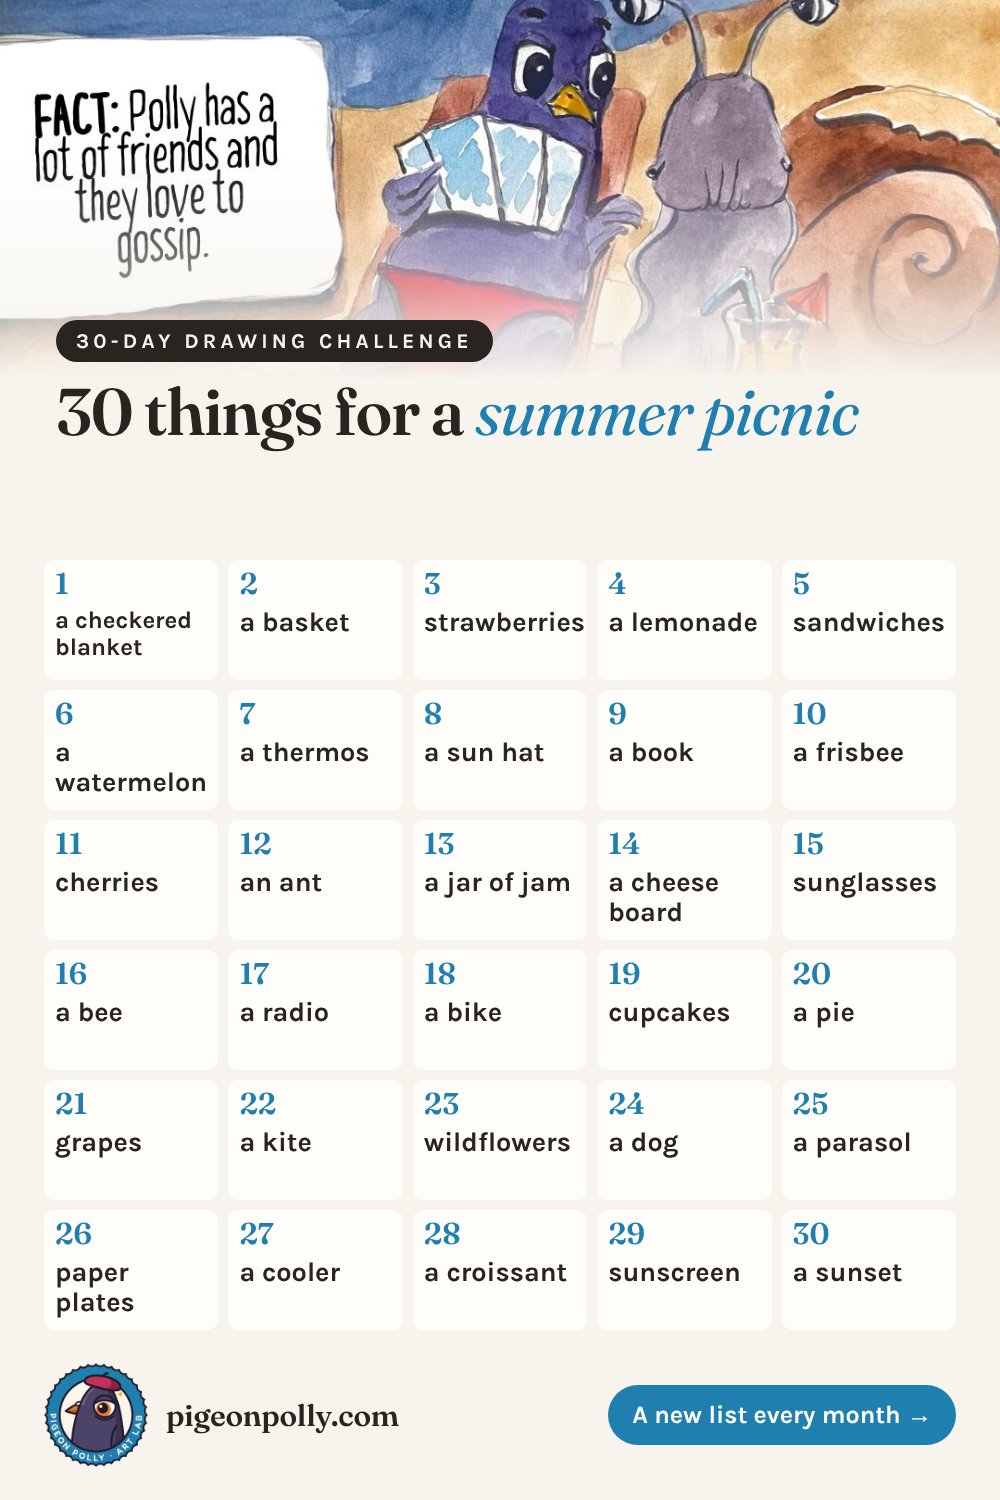 FACT: Polly has a
lot of friends and
they love to
gossip.
30-DAY DRAWING CHALLENGE
30 things for a summer picnic
1
a checkered
blanket
2
a basket
3
strawberries
4
a lemonade
5
sandwiches
6
a
watermelon
7
a thermos
8
a sun hat
9
a book
10
a frisbee
11
cherries
12
an ant
13
a jar of jam
14
a cheese
board
15
sunglasses
16
a bee
17
a radio
18
a bike
19
cupcakes
20
a pie
21
grapes
22
a kite
23
wildflowers
24
a dog
25
a parasol
26
paper
plates
27
a cooler
28
a croissant
29
sunscreen
30
a sunset
PIGEON POLLY · ART LAB
pigeonpolly.com
A new list every month →